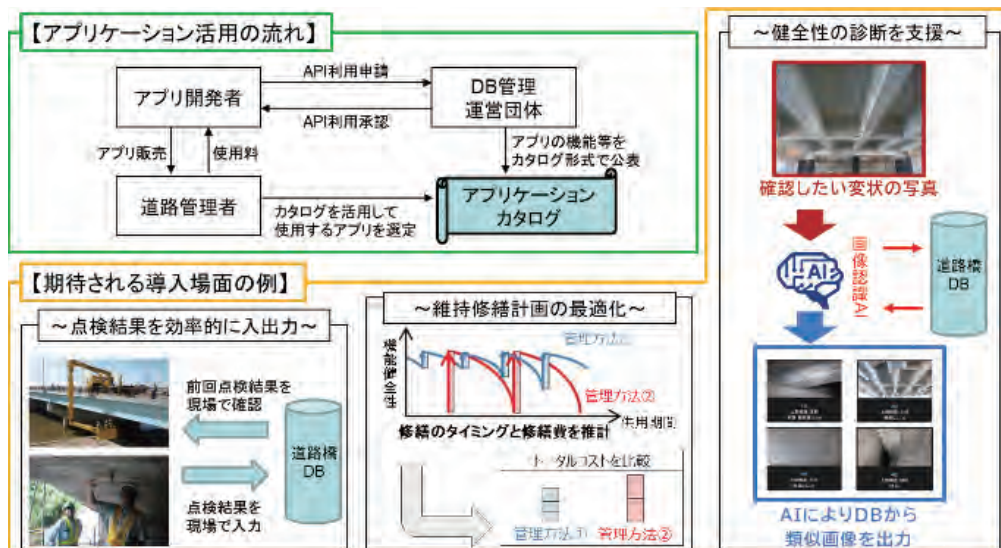 【アプリケーション活用の流れ】
アプリ開発者
API利用申請
API利用承認
DB管理
運営団体
アプリ販売
使用料
アプリの機能等を
カタログ形式で公表
道路管理者
カタログを活用して
使用するアプリを選定
アプリケーション
カタログ
【期待される導入場面の例】
～点検結果を効率的に入出力～
前回点検結果を
現場で確認
点検結果を
現場で入力
道路橋
DB
～維持修繕計画の最適化～
機能健全性
管理方法①
管理方法②
使用期間
修繕のタイミングと修繕費を推計
トータルコストを比較
管理方法①
管理方法②
～健全性の診断を支援～
確認したい変状の写真
AI
画像認識AI
道路橋
DB
AIによりDBから
類似画像を出力